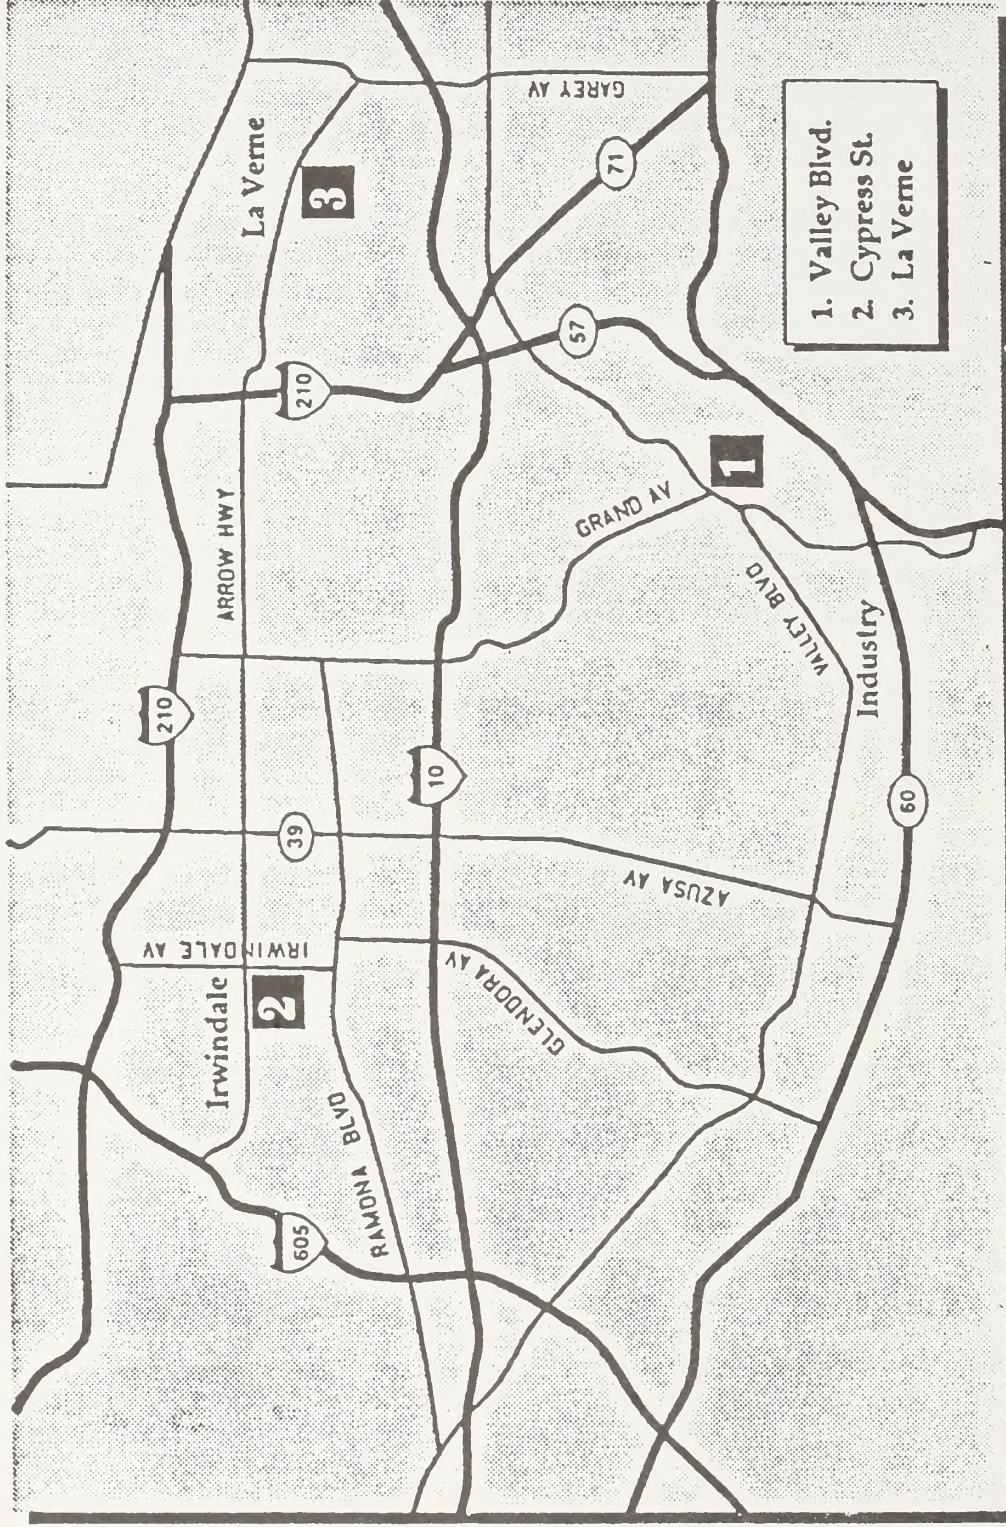 La Verne
3
GAREY AV
71
210
57
ARROW HWY
GRAND AV
1
VALLEY BLVD
Industry
210
10
60
39
AZUSA AV
IRWINDALE AV
Irwindale
2
GLENDORA AV
RAMONA BLVD
605
1. Valley Blvd.
2. Cypress St.
3. La Verne